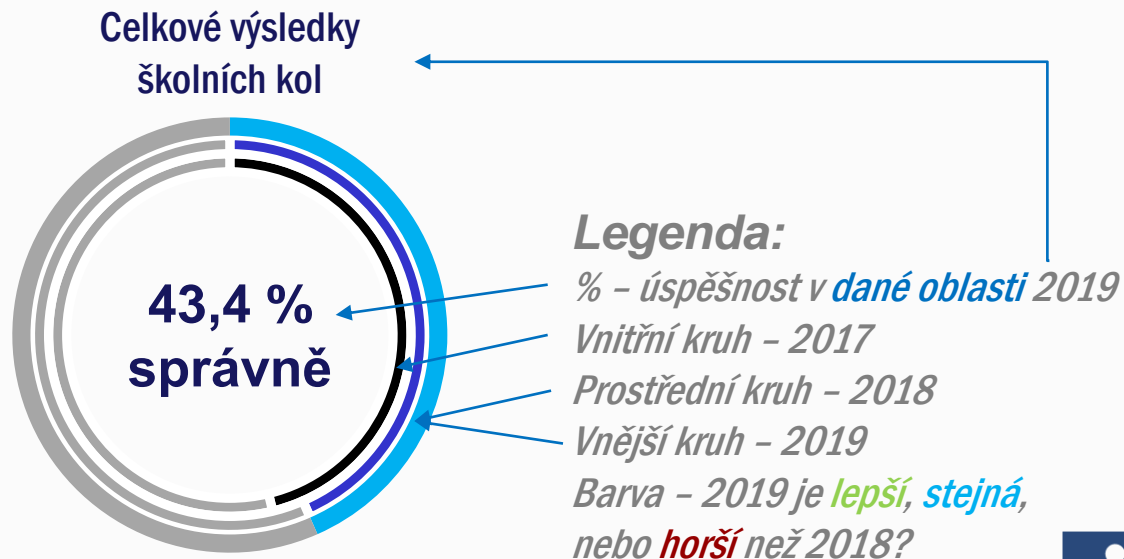 Celkové výsledky
školních kol
43,4 %
správně
Legenda:
% – úspěšnost v dané oblasti 2019
Vnitřní kruh – 2017
Prostřední kruh – 2018
Vnější kruh – 2019
Barva – 2019 je lepší, stejná,
nebo horší než 2018?